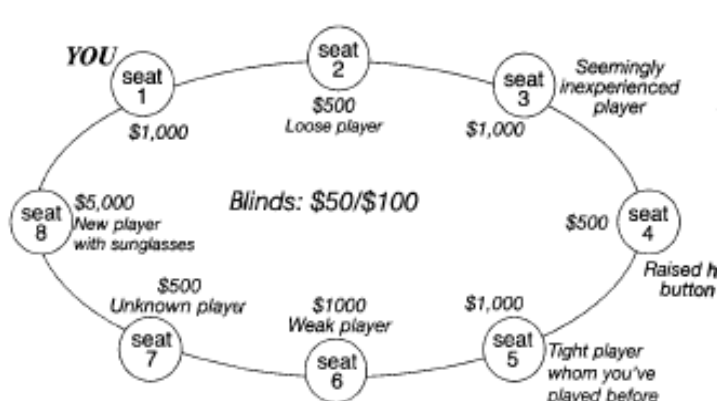 YOU
seat
1
$1,000
seat
2
$500
Loose player
seat
3
$1,000
Seemingly
inexperienced
player
seat
8
$5,000
New player
with sunglasses
Blinds: $50/$100
$500
seat
4
Raised
button
$500
Unknown player
seat
7
$1000
Weak player
seat
6
$1,000
seat
5
Tight player
whom you've
played before